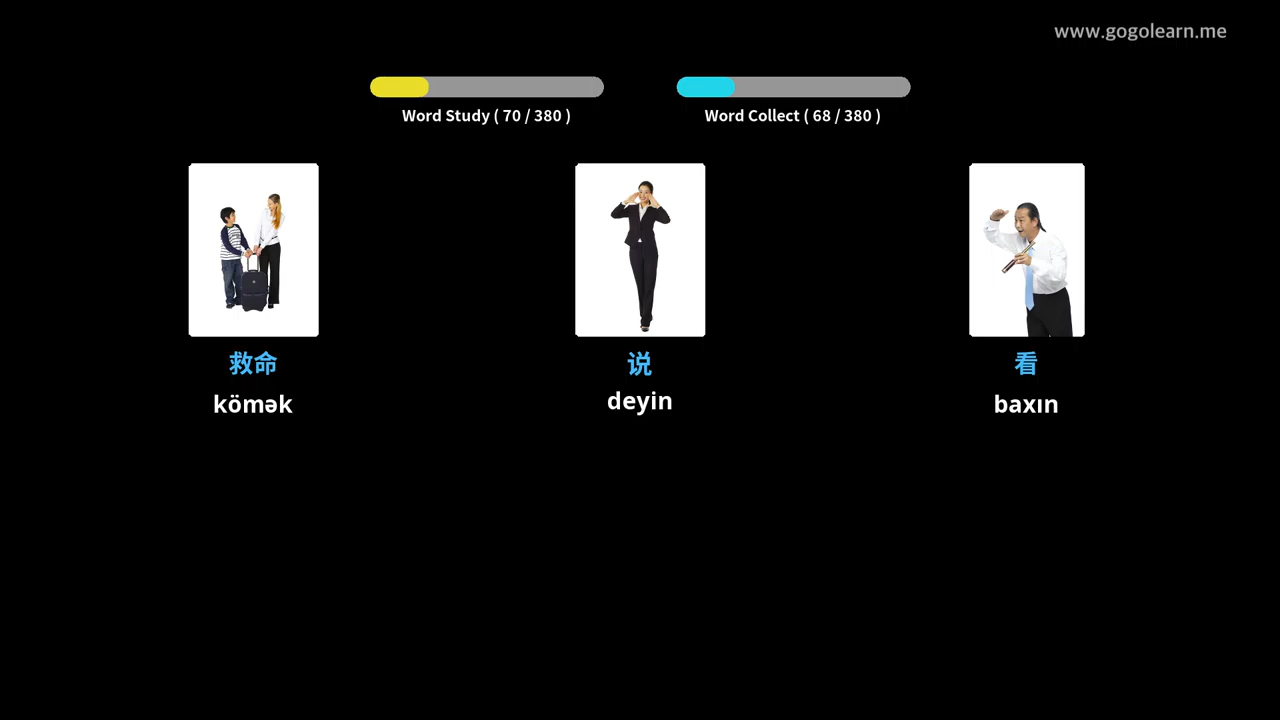 www.gogolearn.me
Word Study ( 70 / 380 )
Word Collect ( 68 / 380 )
救命
说
看
kömək
deyin
baxın